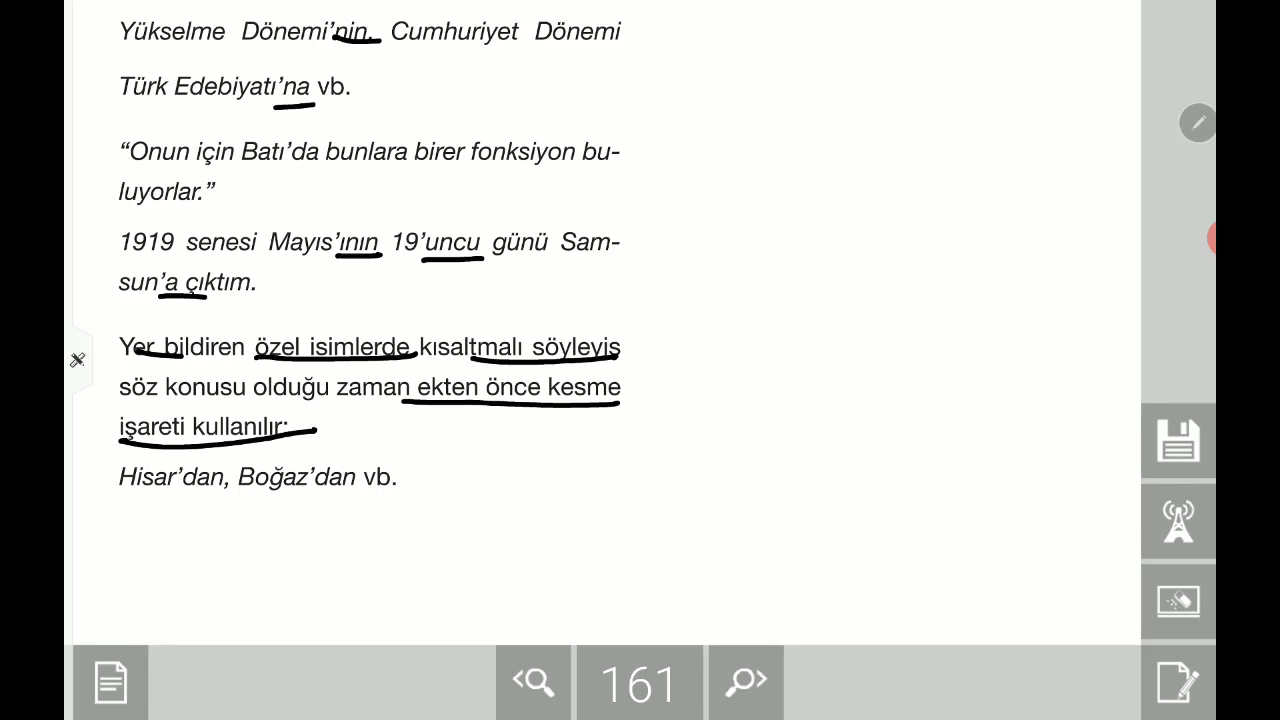 Yükselme Dönemi’nin, Cumhuriyet Dönemi
Türk Edebiyatı’na vb.
“Onun için Batı’da bunlara birer fonksiyon bu-
luyorlar.”
1919 senesi Mayıs’ının 19’uncu günü Sam-
sun’a çıktım.
Yer bildiren özel isimlerde kısaltmalı söyleyiş
söz konusu olduğu zaman ekten önce kesme
işareti kullanılır:
Hisar’dan, Boğaz’dan vb.
161